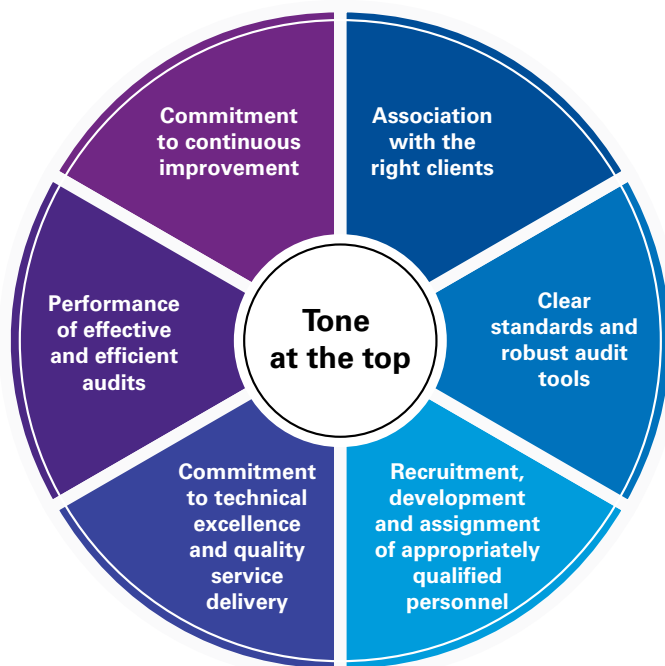 Commitment
to continuous
improvement
Association
with the
right clients
Clear
standards and
robust audit
tools
Recruitment,
development
and assignment
of appropriately
qualified
personnel
Commitment
to technical
excellence
and quality
service
delivery
Performance
of effective
and efficient
audits
Tone
at the top